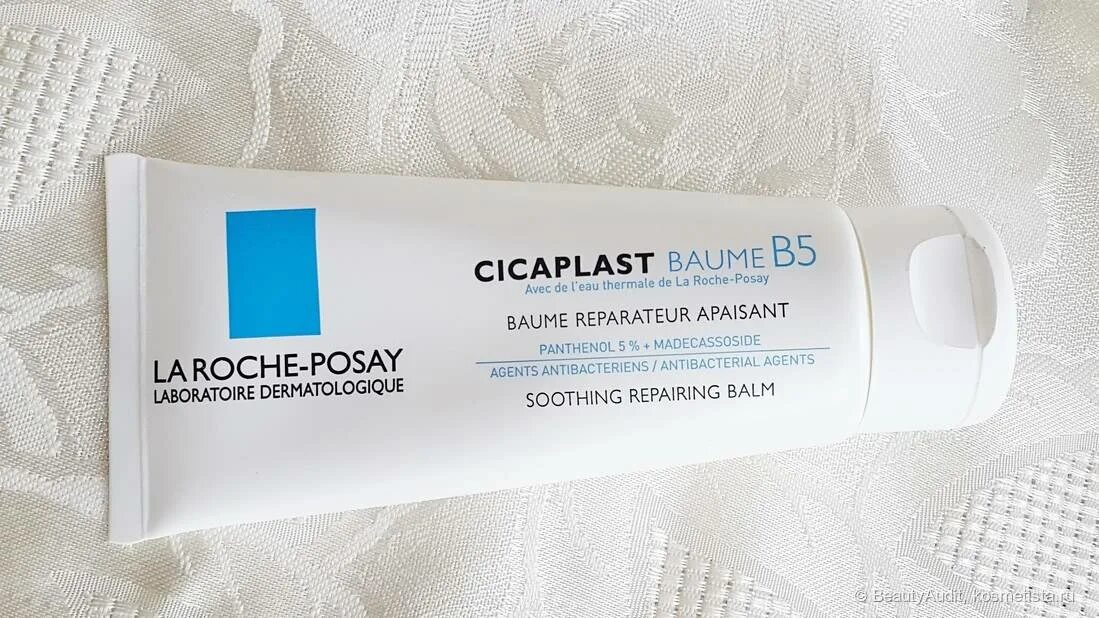 LA ROCHE-POSAY
LABORATOIRE DERMATOLOGIQUE
CICAPLAST BAUME B5
Avec de l'eau thermale de La Roche-Posay
BAUME REPARATEUR APAISANT
PANTHENOL 5 % + MADECASSOSIDE
AGENTS ANTIBACTERIENS / ANTIBACTERIAL AGENTS
SOOTHING REPAIRING BALM
© BeautyAudit, kosmetista.ru